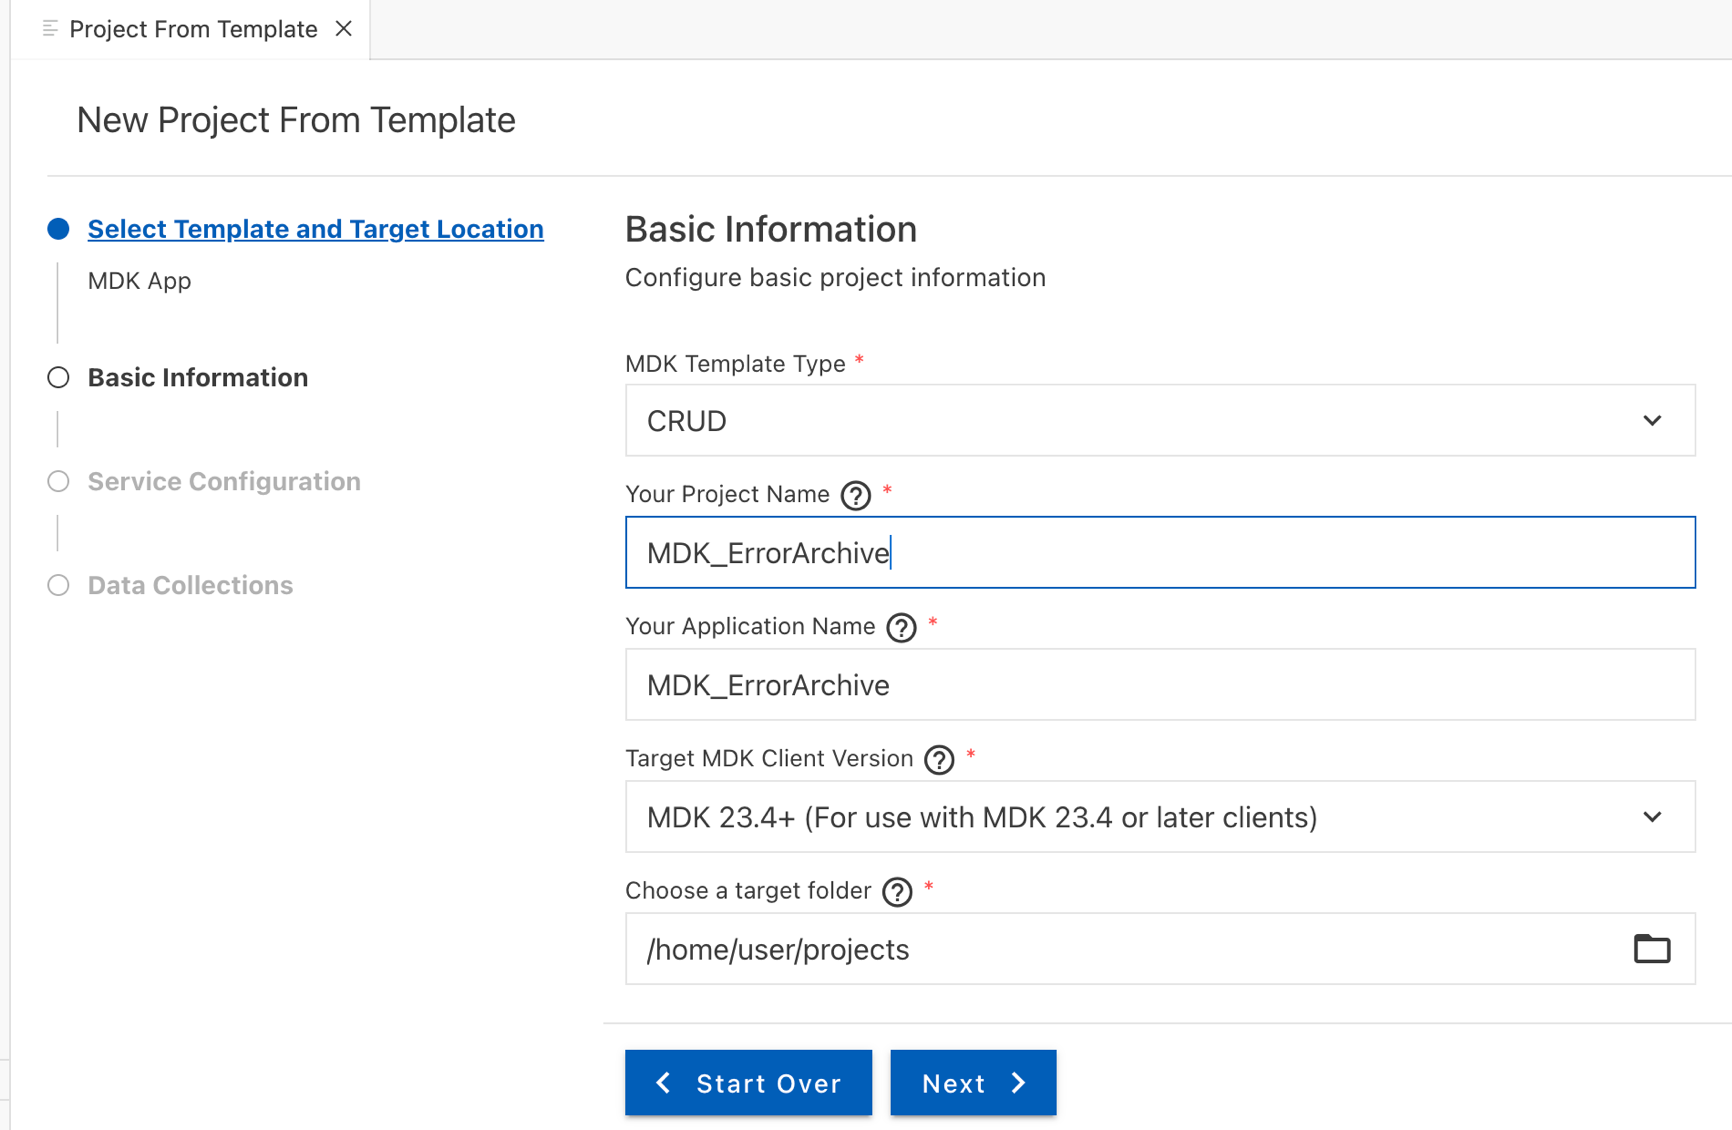 Project From Template
New Project From Template
Select Template and Target Location
MDK App
Basic Information
Service Configuration
Data Collections
Basic Information
Configure basic project information
MDK Template Type *
CRUD
Your Project Name ? *
MDK_ErrorArchive
Your Application Name ? *
MDK_ErrorArchive
Target MDK Client Version ? *
MDK 23.4+ (For use with MDK 23.4 or later clients)
Choose a target folder ? *
/home/user/projects
Start Over
Next